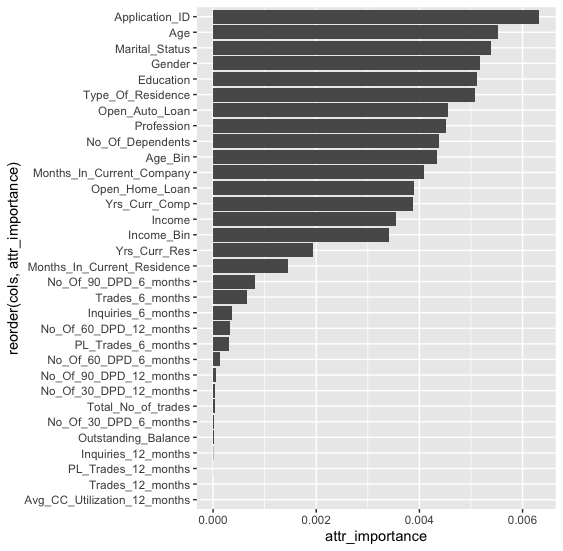 Application_ID
Age
Marital_Status
Gender
Education
Type_Of_Residence
Open_Auto_Loan
Profession
No_Of_Dependents
Age_Bin
Months_In_Current_Company
Open_Home_Loan
Yrs_Curr_Comp
Income
Income_Bin
Yrs_Curr_Res
Months_In_Current_Residence
No_Of_90_DPD_6_months
Trades_6_months
Inquiries_6_months
No_Of_60_DPD_12_months
PL_Trades_6_months
No_Of_60_DPD_6_months
No_Of_90_DPD_12_months
No_Of_30_DPD_12_months
Total_No_of_trades
No_Of_30_DPD_6_months
Outstanding_Balance
Inquiries_12_months
PL_Trades_12_months
Trades_12_months
Avg_CC_Utilization_12_months
reorder(cols, attr_importance)
0.000 0.002 0.004 0.006
attr_importance